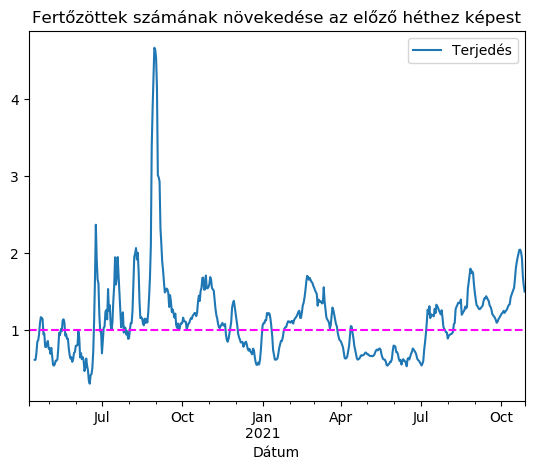 Fertőzöttek számának növekedése az előző héthez képest
Terjedés
4
3
2
1
Jul
Oct
Jan
2021
Apr
Jul
Oct
Dátum